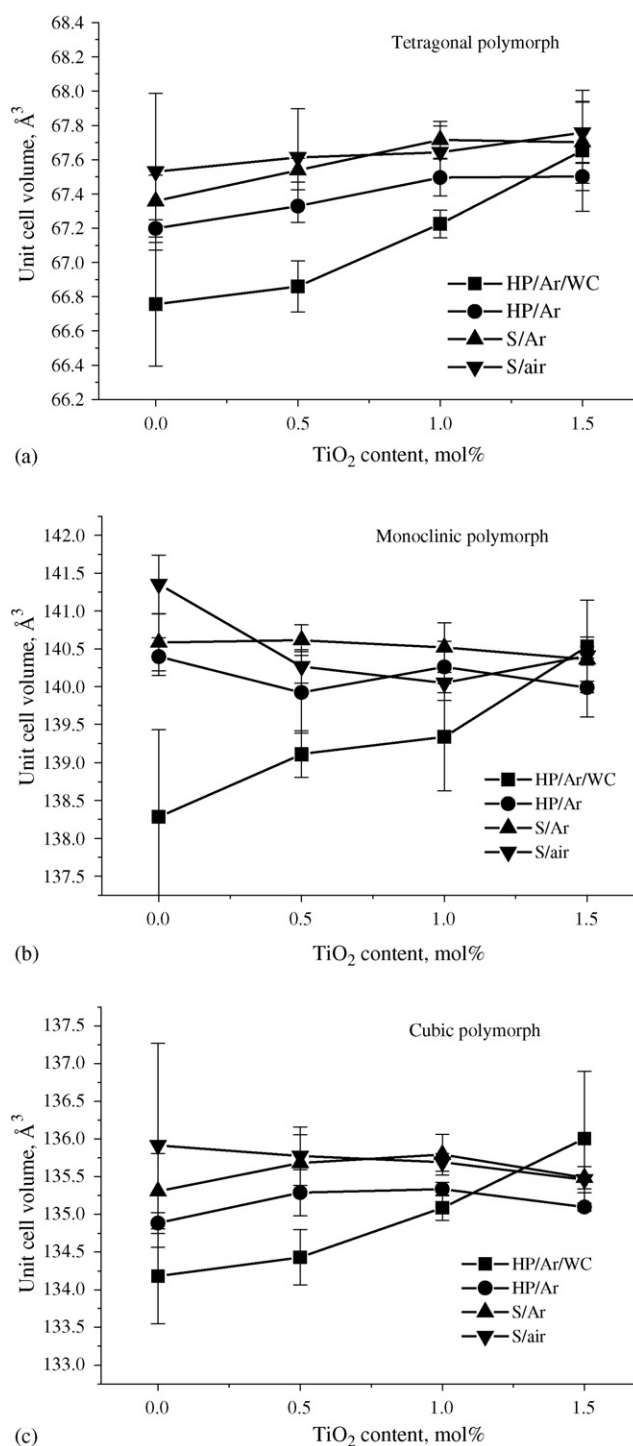 Tetragonal polymorph
Unit cell volume, Å³
68.4
68.2
68.0
67.8
67.6
67.4
67.2
67.0
66.8
66.6
66.4
66.2
HP/Ar/WC
HP/Ar
S/Ar
S/air
0.0 0.5 1.0 1.5
(a) TiO₂ content, mol%
Monoclinic polymorph
Unit cell volume, Å³
142.0
141.5
141.0
140.5
140.0
139.5
139.0
138.5
138.0
137.5
HP/Ar/WC
HP/Ar
S/Ar
S/air
0.0 0.5 1.0 1.5
(b) TiO₂ content, mol%
Cubic polymorph
Unit cell volume, Å³
137.5
137.0
136.5
136.0
135.5
135.0
134.5
134.0
133.5
133.0
HP/Ar/WC
HP/Ar
S/Ar
S/air
0.0 0.5 1.0 1.5
(c) TiO₂ content, mol%